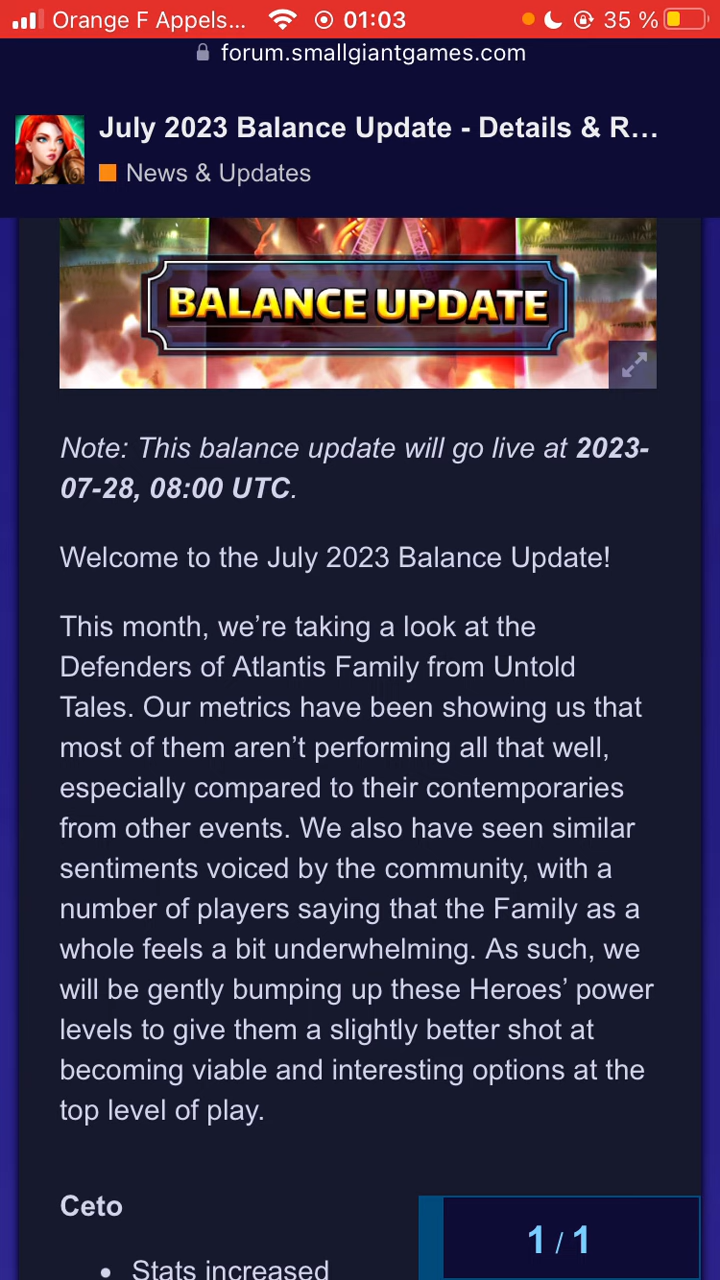 Orange F Appels... 01:03 35 %
forum.smallgiantgames.com
July 2023 Balance Update - Details & R...
News & Updates
BALANCE UPDATE
Note: This balance update will go live at 2023-
07-28, 08:00 UTC.
Welcome to the July 2023 Balance Update!
This month, we’re taking a look at the
Defenders of Atlantis Family from Untold
Tales. Our metrics have been showing us that
most of them aren’t performing all that well,
especially compared to their contemporaries
from other events. We also have seen similar
sentiments voiced by the community, with a
number of players saying that the Family as a
whole feels a bit underwhelming. As such, we
will be gently bumping up these Heroes’ power
levels to give them a slightly better shot at
becoming viable and interesting options at the
top level of play.
Ceto
1 / 1
• Stats increased